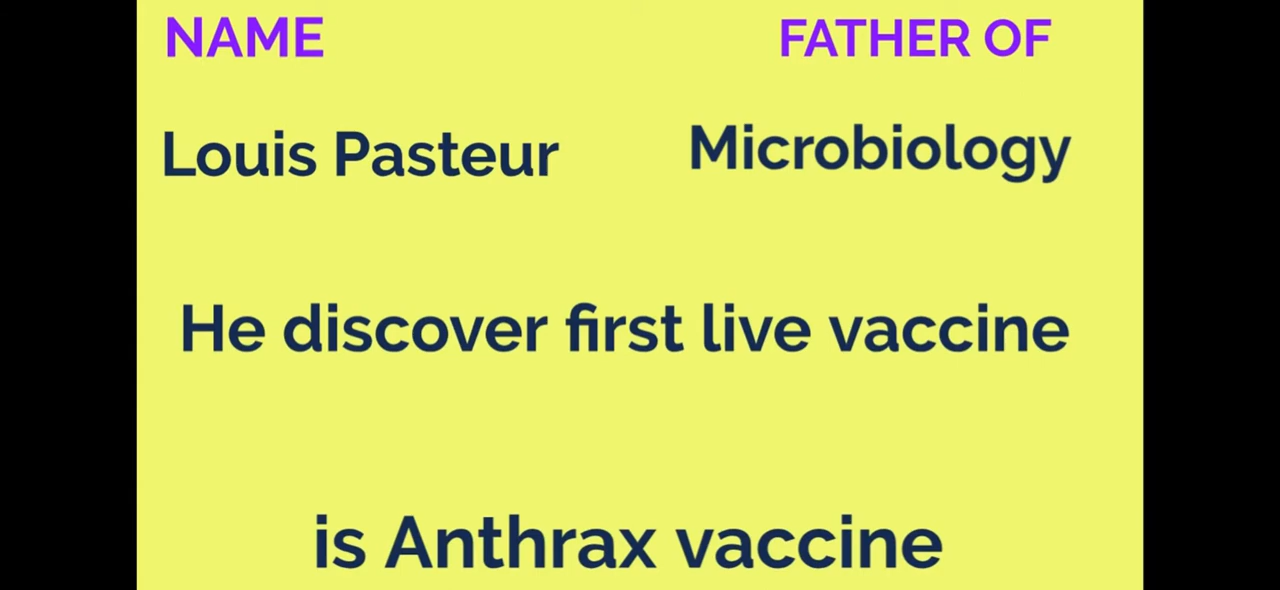 NAME FATHER OF
Louis Pasteur Microbiology
He discover first live vaccine
is Anthrax vaccine